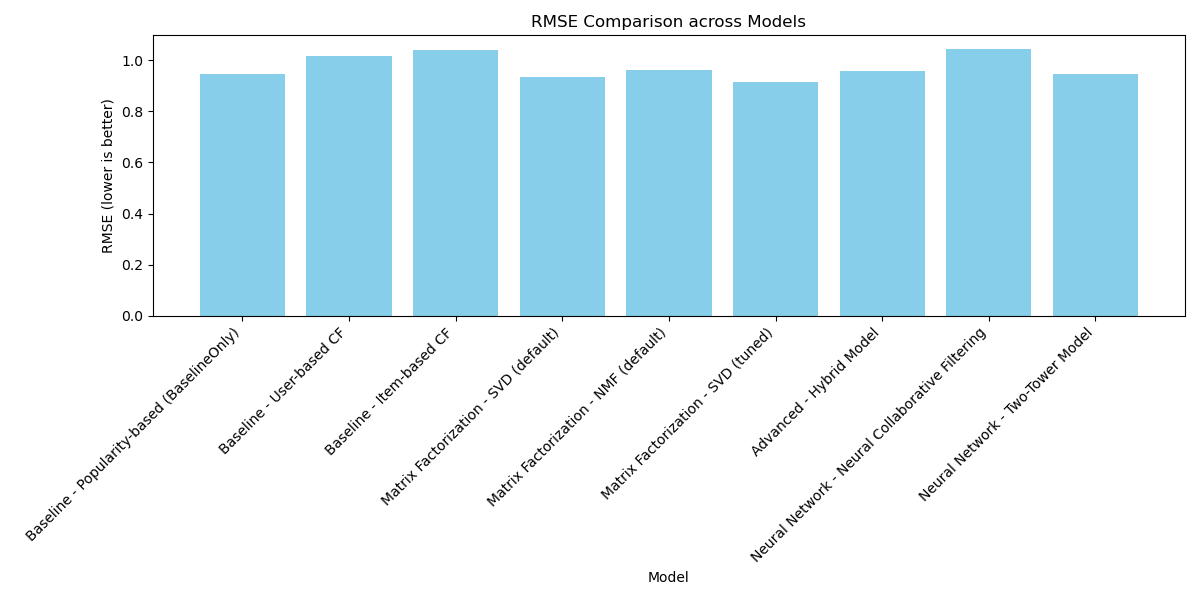 RMSE Comparison across Models
RMSE (lower is better)
1.0
0.8
0.6
0.4
0.2
0.0
Baseline - Popularity-based (BaselineOnly)
Baseline - User-based CF
Baseline - Item-based CF
Matrix Factorization - SVD (default)
Matrix Factorization - NMF (default)
Matrix Factorization - SVD (tuned)
Advanced - Hybrid Model
Neural Network - Neural Collaborative Filtering
Neural Network - Two-Tower Model
Model